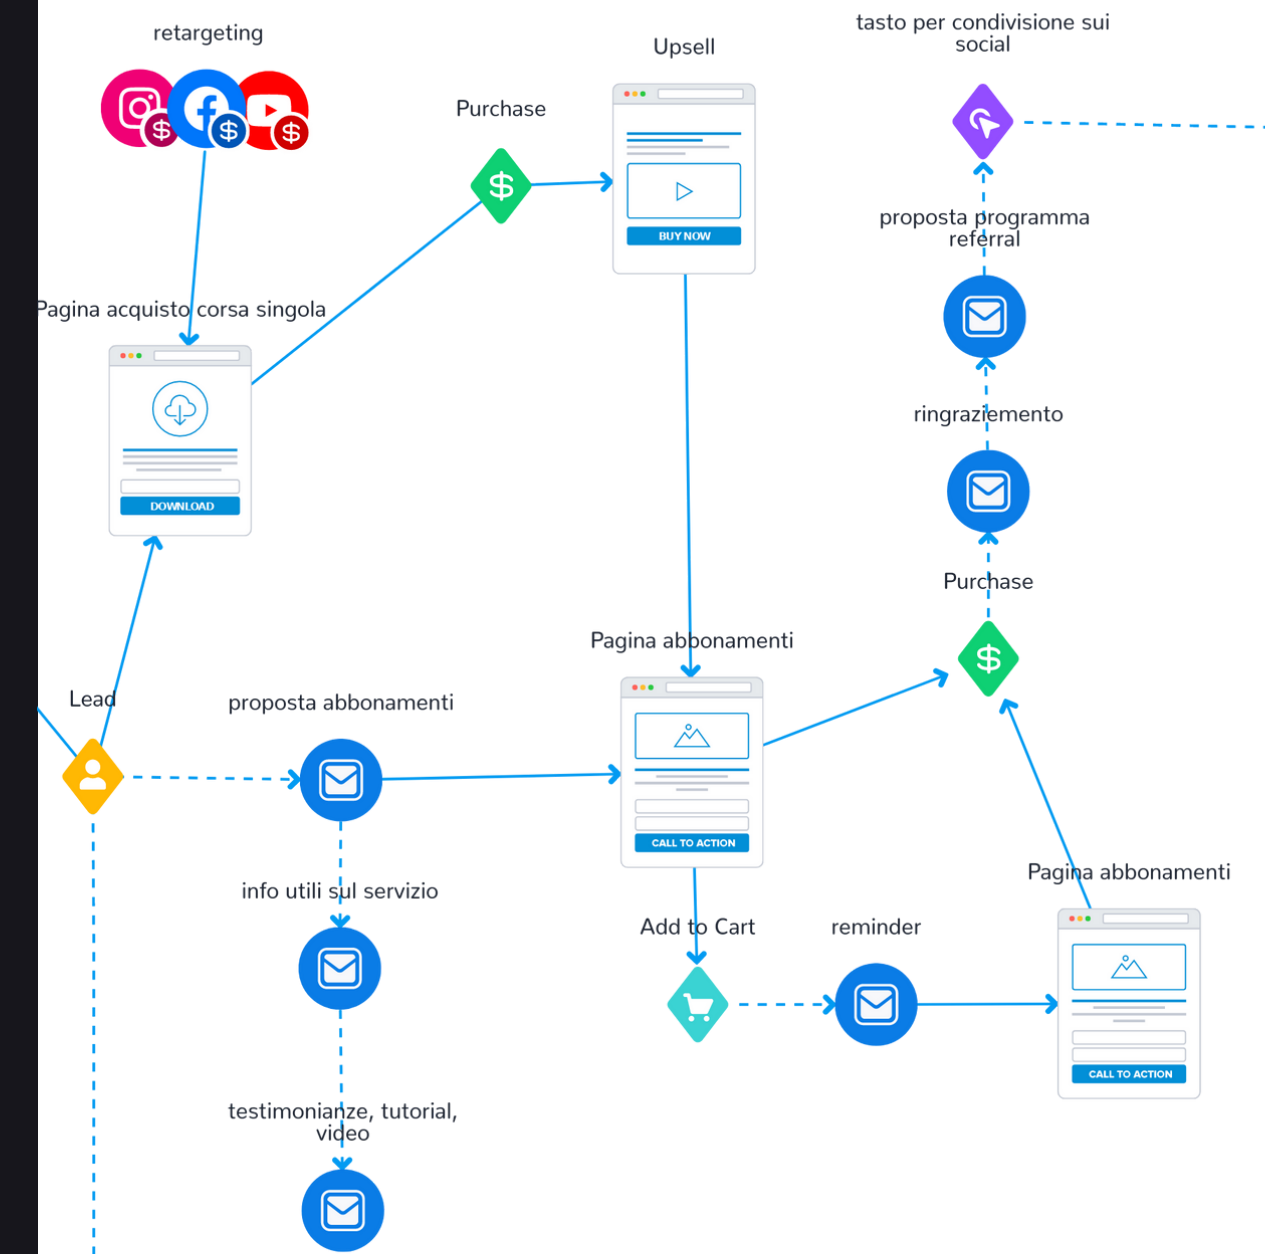 retargeting
Purchase
Upsell
tasto per condivisione sui
social
BUY NOW
Pagina acquisto corsa singola
DOWNLOAD
proposta programma
referral
ringraziemento
Purchase
Lead
proposta abbonamenti
Pagina abbonamenti
CALL TO ACTION
info utili sul servizio
Add to Cart
reminder
Pagina abbonamenti
CALL TO ACTION
testimonianze, tutorial,
video